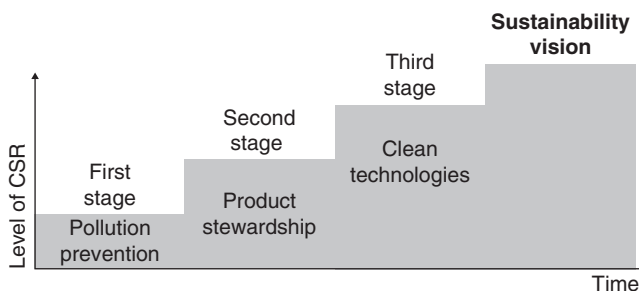 Sustainability
vision
Third
stage
Second
stage
Clean
technologies
First
stage
Product
stewardship
Pollution
prevention
Level of CSR
Time